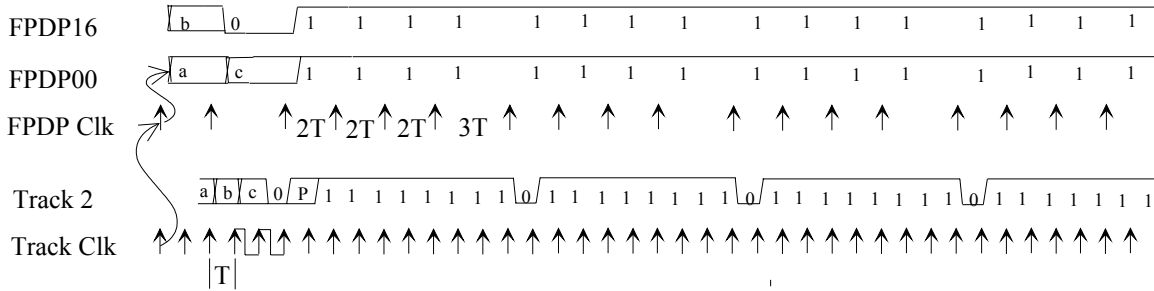 FPDP16 b 0 1 1 1 1 1 1 1 1 1 1 1 1 1 1 1 1
FPDP00 a c 1 1 1 1 1 1 1 1 1 1 1 1 1 1 1 1
FPDP Clk 2T 2T 2T 3T
Track 2 a b c 0 P 1 1 1 1 1 1 1 1 0 1 1 1 1 1 1 1 1 0 1 1 1 1 1 1 1 1 0 1 1 1 1 1 1 1
Track Clk
T